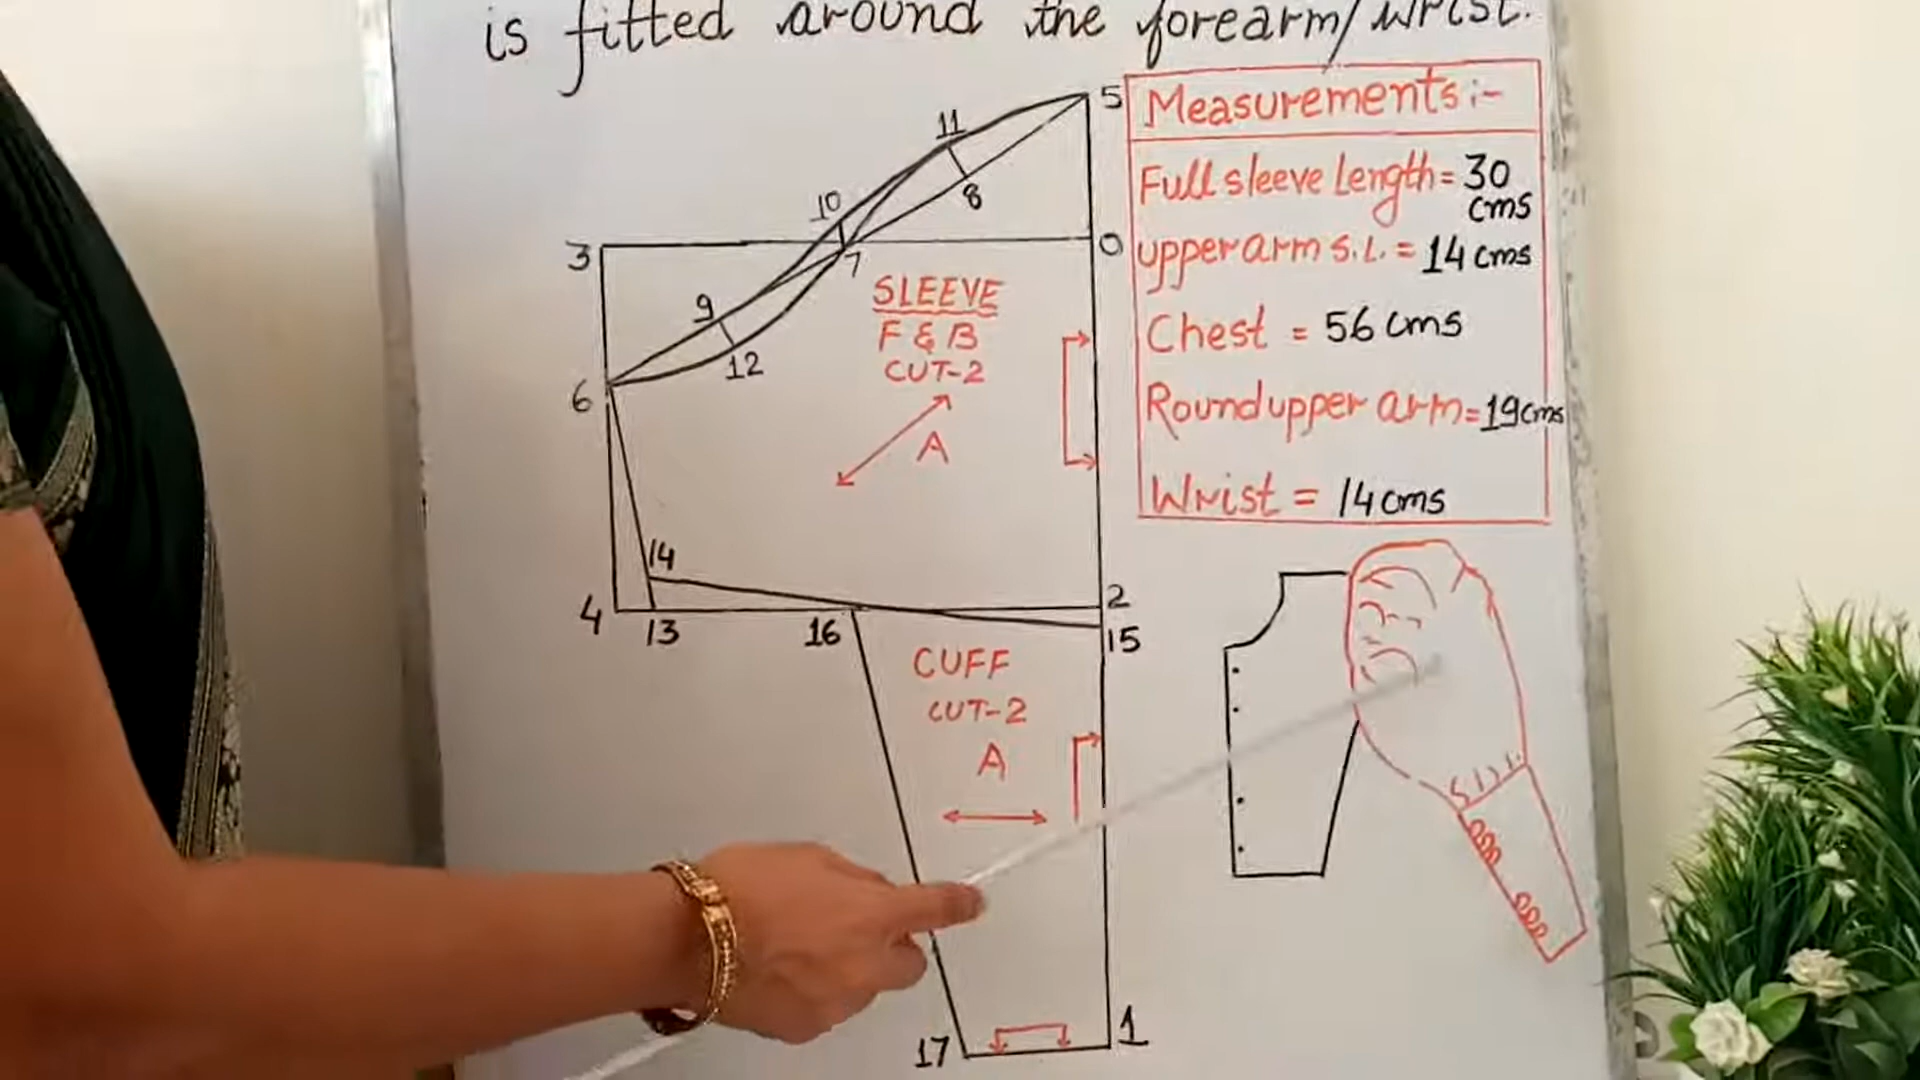 is fitted around the forearm/wrist.
Measurements:-
Full sleeve Length= 30
cms
upper arm s.l. = 14 cms
Chest = 56 cms
Round upper arm= 19cms
Wrist = 14 cms
5
11
8
10
3
0
7
9
12
6
SLEEVE
F & B
CUT-2
A
14
4
13
16
2
15
CUFF
CUT-2
A
17
1